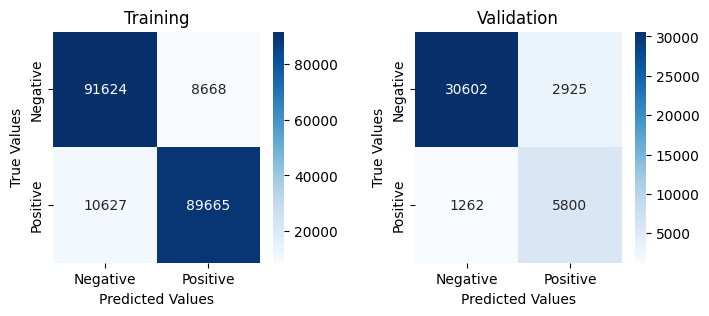 Training
Negative
Positive
True Values
91624
8668
10627
89665
Negative
Positive
Predicted Values
80000
60000
40000
20000
Validation
Negative
Positive
True Values
30602
2925
1262
5800
Negative
Positive
Predicted Values
30000
25000
20000
15000
10000
5000